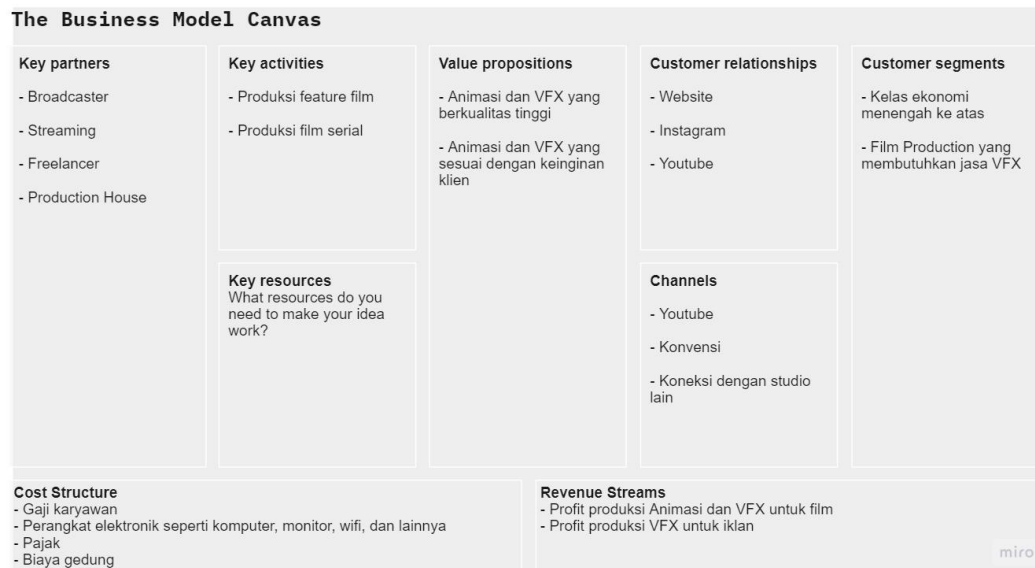 The Business Model Canvas
Key partners
- Broadcaster
- Streaming
- Freelancer
- Production House
Key activities
- Produksi feature film
- Produksi film serial
Key resources
What resources do you
need to make your idea
work?
Value propositions
- Animasi dan VFX yang
berkualitas tinggi
- Animasi dan VFX yang
sesuai dengan keinginan
klien
Customer relationships
- Website
- Instagram
- Youtube
Channels
- Youtube
- Konvensi
- Koneksi dengan studio
lain
Customer segments
- Kelas ekonomi
menengah ke atas
- Film Production yang
membutuhkan jasa VFX
Cost Structure
- Gaji karyawan
- Perangkat elektronik seperti komputer, monitor, wifi, dan lainnya
- Pajak
- Biaya gedung
Revenue Streams
- Profit produksi Animasi dan VFX untuk film
- Profit produksi VFX untuk iklan
miro